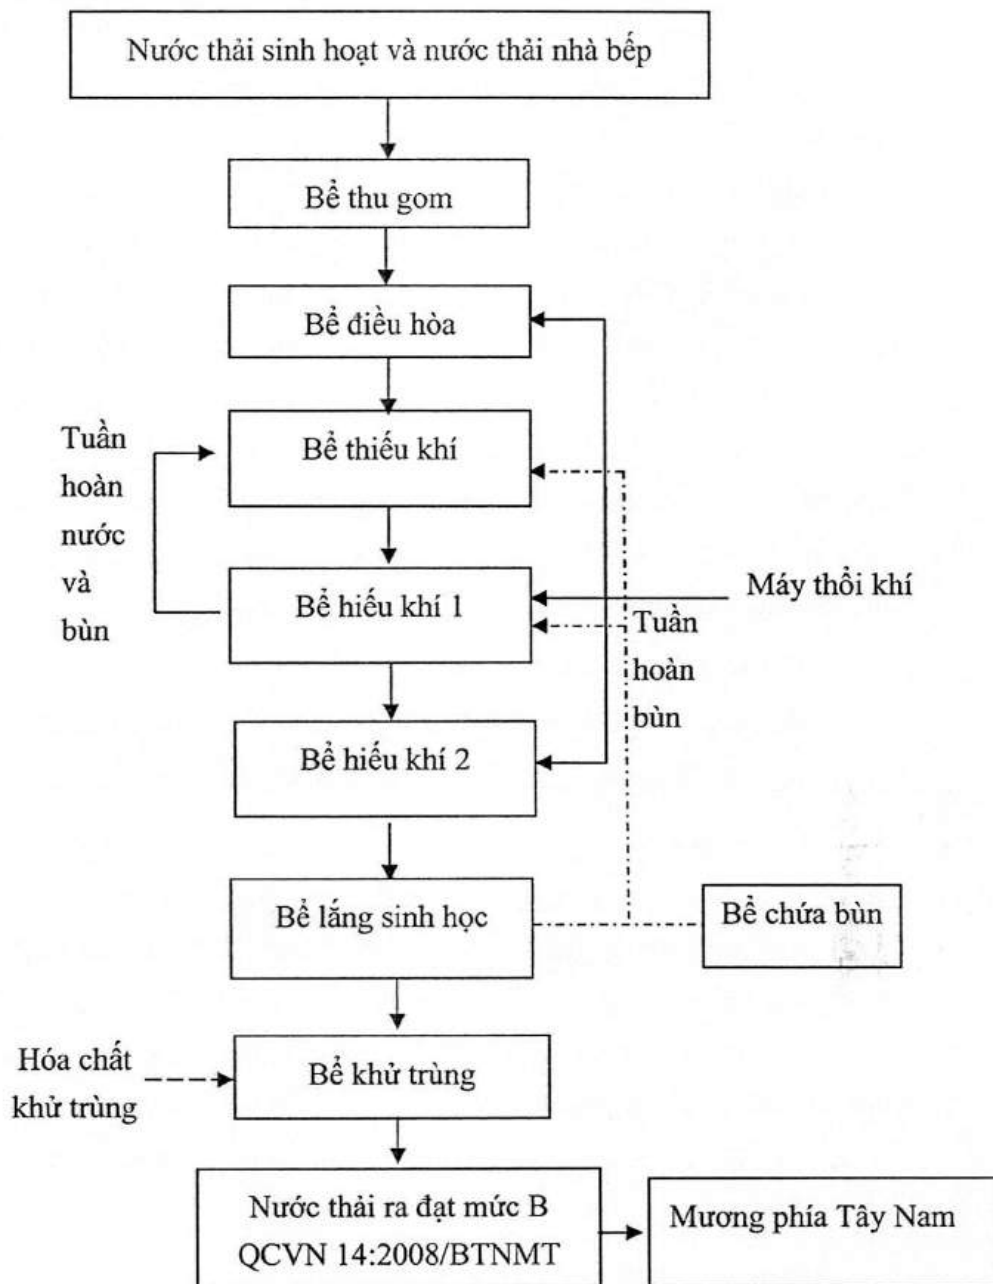 Nước thải sinh hoạt và nước thải nhà bếp
Bể thu gom
Bể điều hòa
Tuần
hoàn
nước
và
bùn
Bể thiếu khí
Bể hiếu khí 1
Máy thổi khí
Tuần
hoàn
bùn
Bể hiếu khí 2
Bể lắng sinh học
Bể chứa bùn
Hóa chất
khử trùng
Bể khử trùng
Nước thải ra đạt mức B
QCVN 14:2008/BTNMT
Mương phía Tây Nam